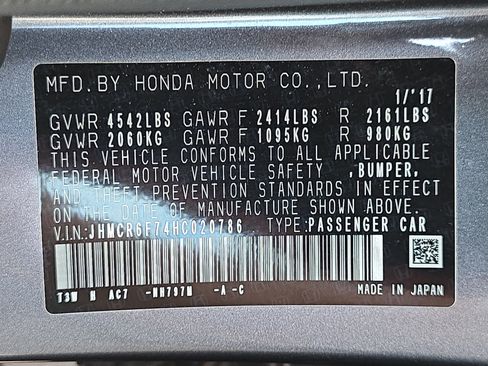 MFD.BY HONDA MOTOR CO.,LTD.
1/'17
GVWR 4542LBS GAWR F 2414LBS R 2161LBS
GVWR 2060KG GAWR F 1095KG R 980KG
THIS VEHICLE CONFORMS TO ALL APPLICABLE
FEDERAL MOTOR VEHICLE SAFETY ,BUMPER,
AND THEFT PREVENTION STANDARDS IN EFFECT
ON THE DATE OF MANUFACTURE SHOWN ABOVE.
V.I.N:JHMCR6F74HC020786 TYPE:PASSENGER CAR
T3W N AC7 -NH797M -A -C
MADE IN JAPAN